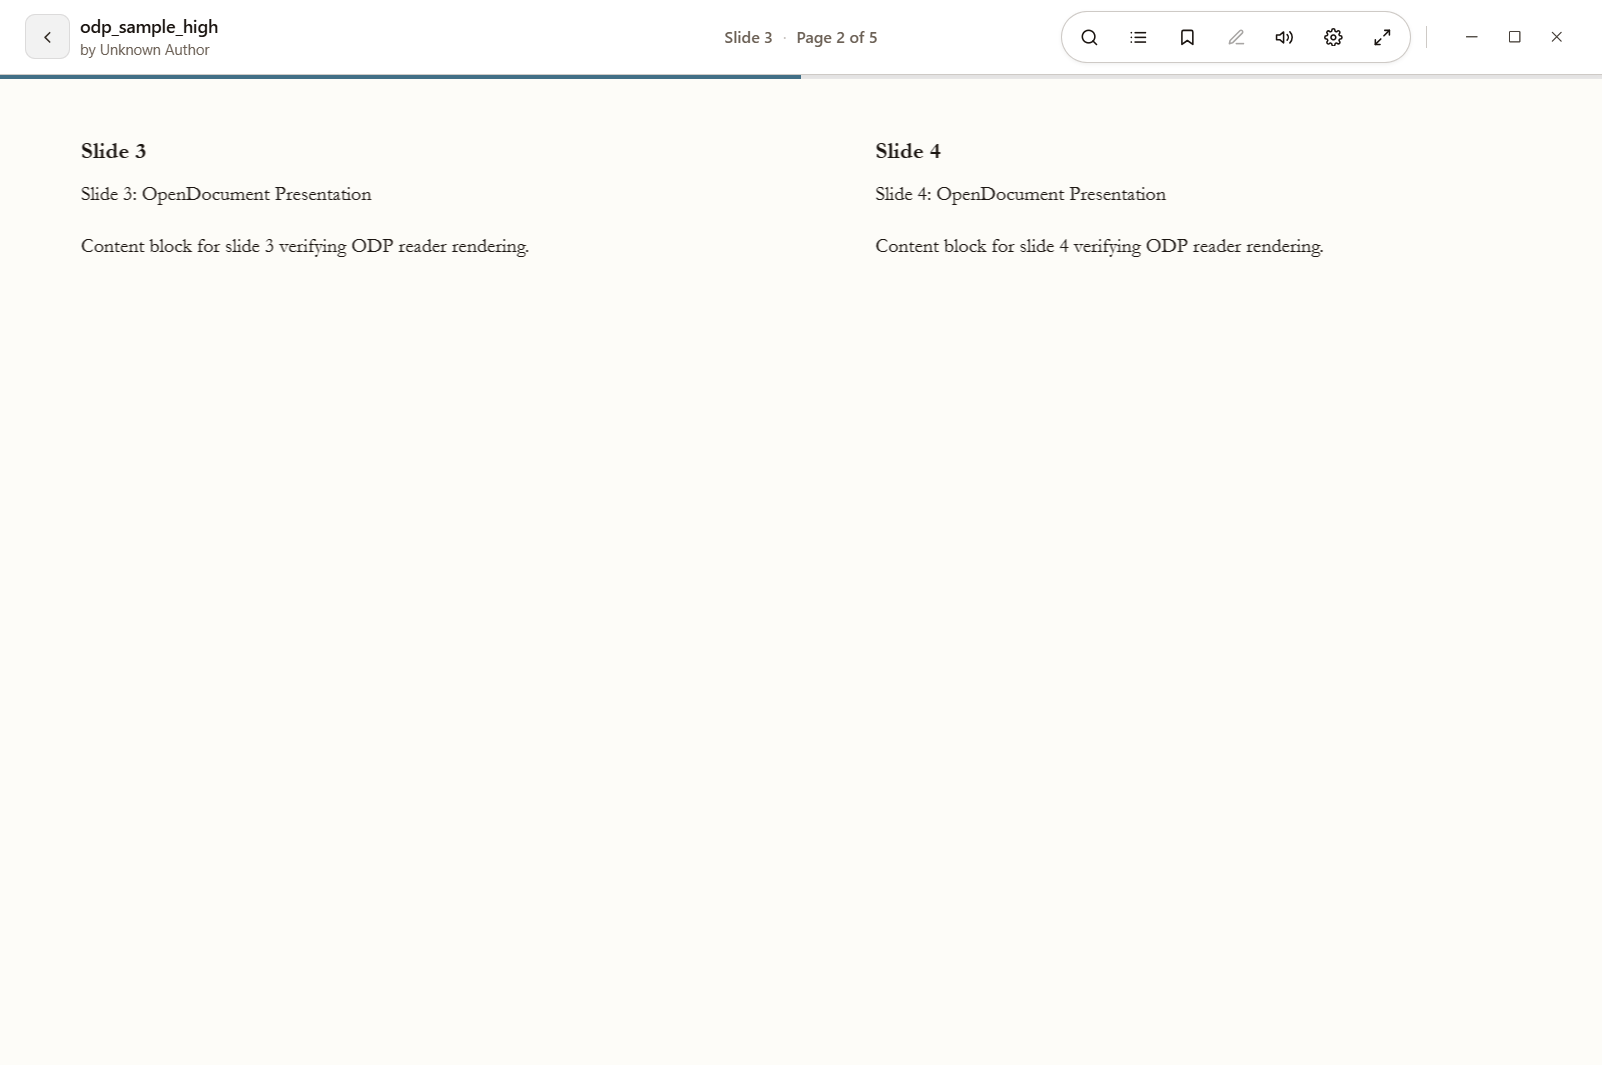 odp_sample_high
by Unknown Author
Slide 3 · Page 2 of 5
Slide 3
Slide 3: OpenDocument Presentation
Content block for slide 3 verifying ODP reader rendering.
Slide 4
Slide 4: OpenDocument Presentation
Content block for slide 4 verifying ODP reader rendering.